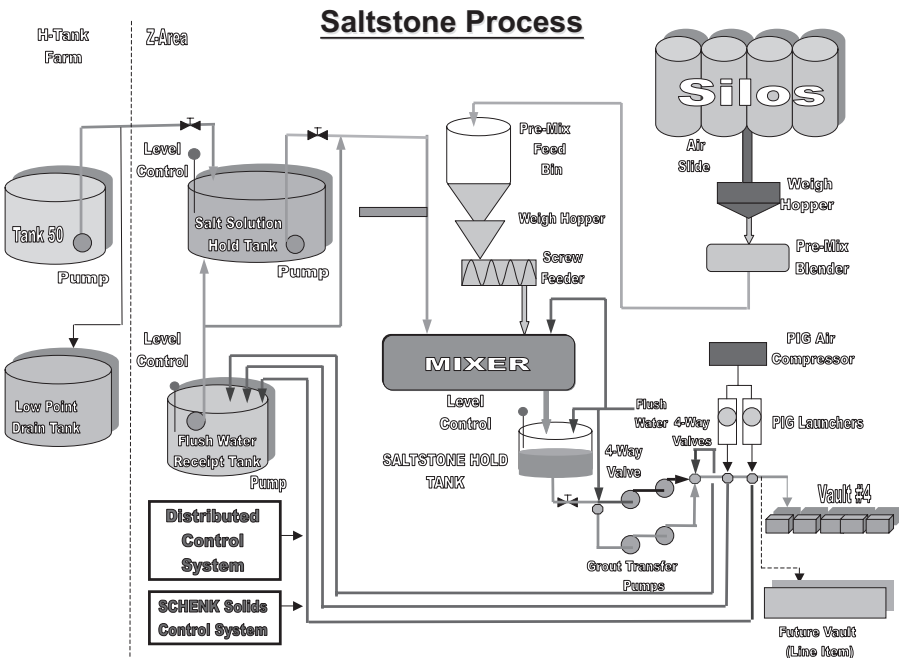 Saltstone Process
H-Tank
Farm
Z-Area
Silos
Level
Control
Pre-Mix
Feed
Bin
Air
Slide
Weigh
Hopper
Tank 50
Pump
Salt Solution
Hold Tank
Pump
Weigh Hopper
Screw
Feeder
Pre-Mix
Blender
Level
Control
MIXER
PIG Air
Compressor
Low Point
Drain Tank
Flush Water
Receipt Tank
Pump
Level
Control
SALTSTONE HOLD
TANK
Flush
Water
4-Way
Valves
PIG Launchers
4-Way
Valve
Vault #4
Distributed
Control
System
Grout Transfer
Pumps
SCHENK Solids
Control System
Future Vault
(Line Item)